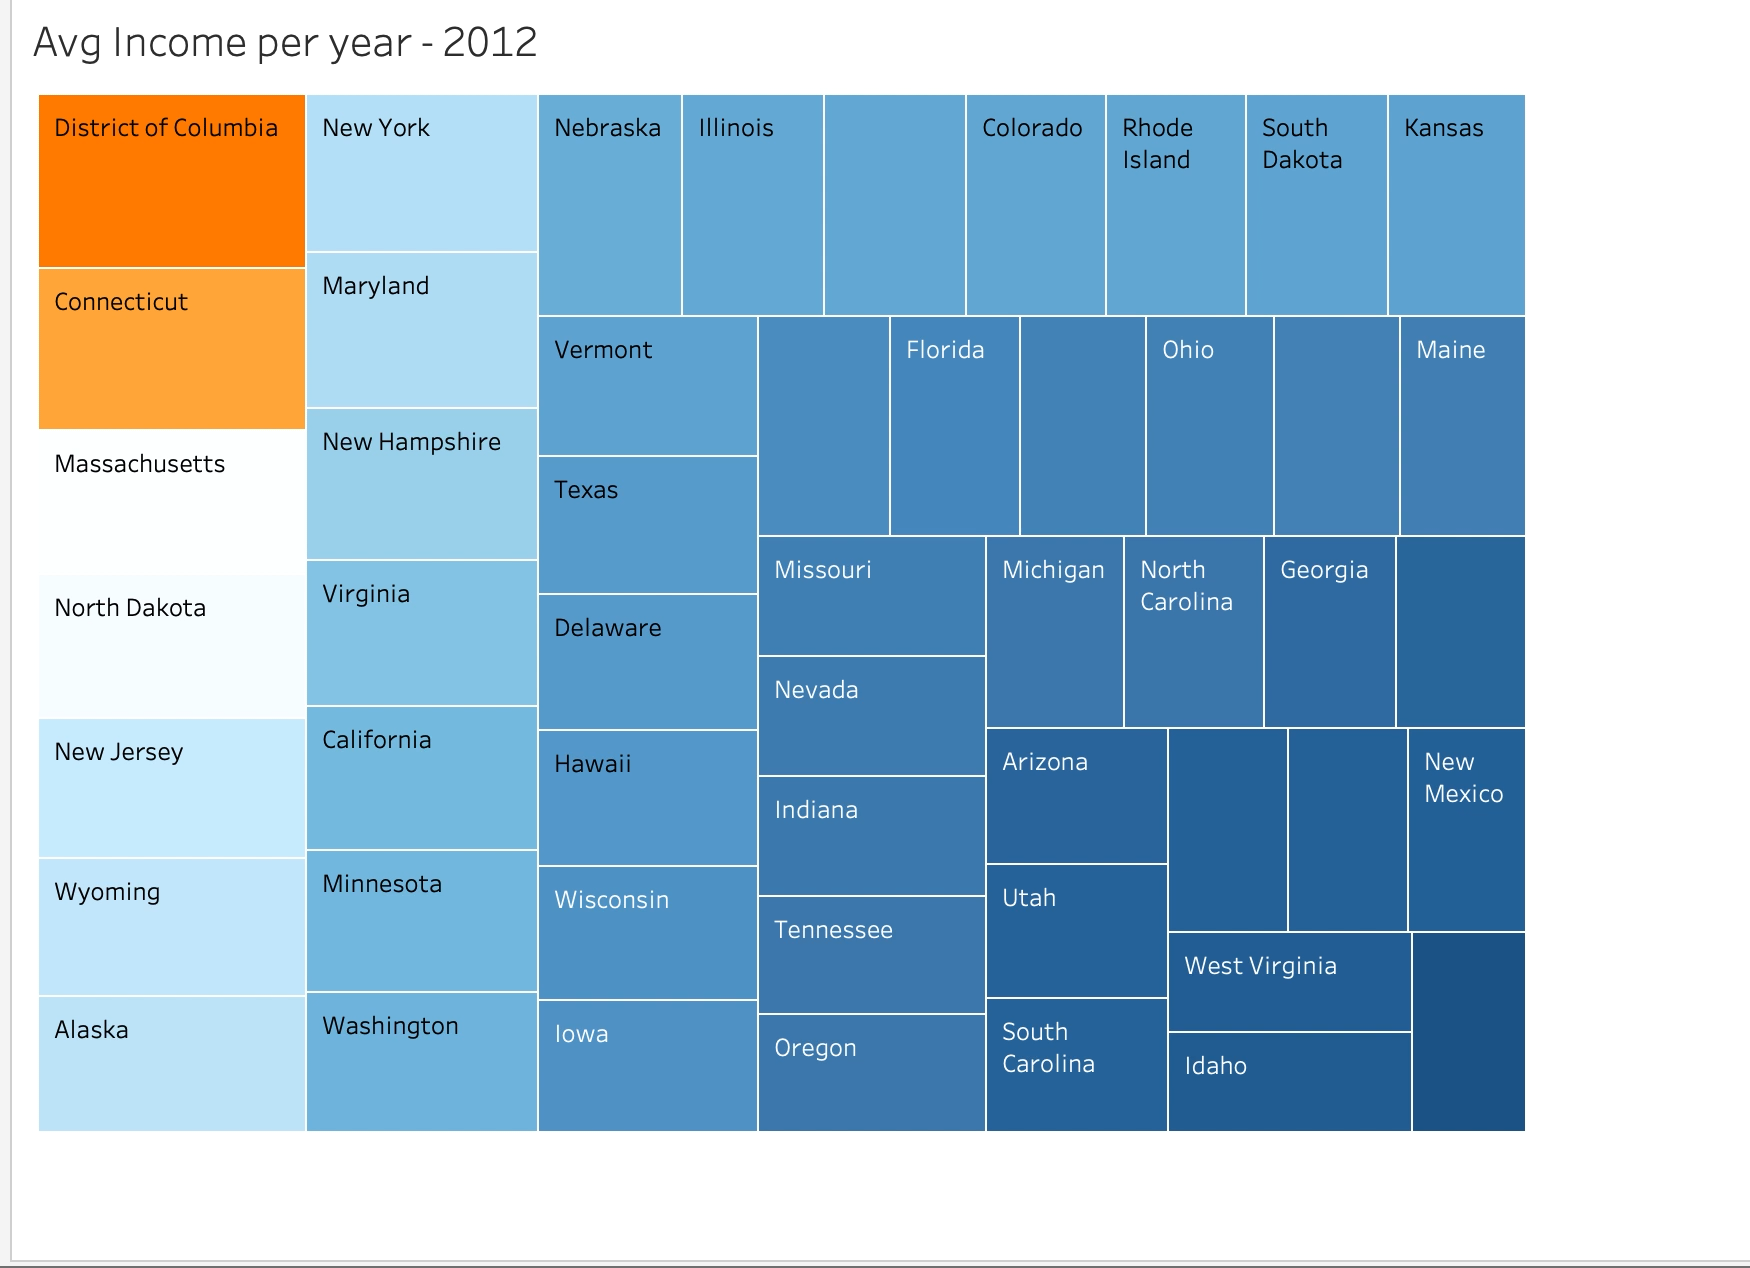 Avg Income per year - 2012
District of Columbia
Connecticut
Massachusetts
North Dakota
New Jersey
Wyoming
Alaska
New York
Maryland
New Hampshire
Virginia
California
Minnesota
Washington
Nebraska
Illinois
Colorado
Rhode
Island
South
Dakota
Kansas
Vermont
Texas
Delaware
Hawaii
Wisconsin
Iowa
Florida
Ohio
Maine
Missouri
Nevada
Indiana
Tennessee
Oregon
Michigan
North
Carolina
Georgia
Arizona
Utah
South
Carolina
New
Mexico
West Virginia
Idaho